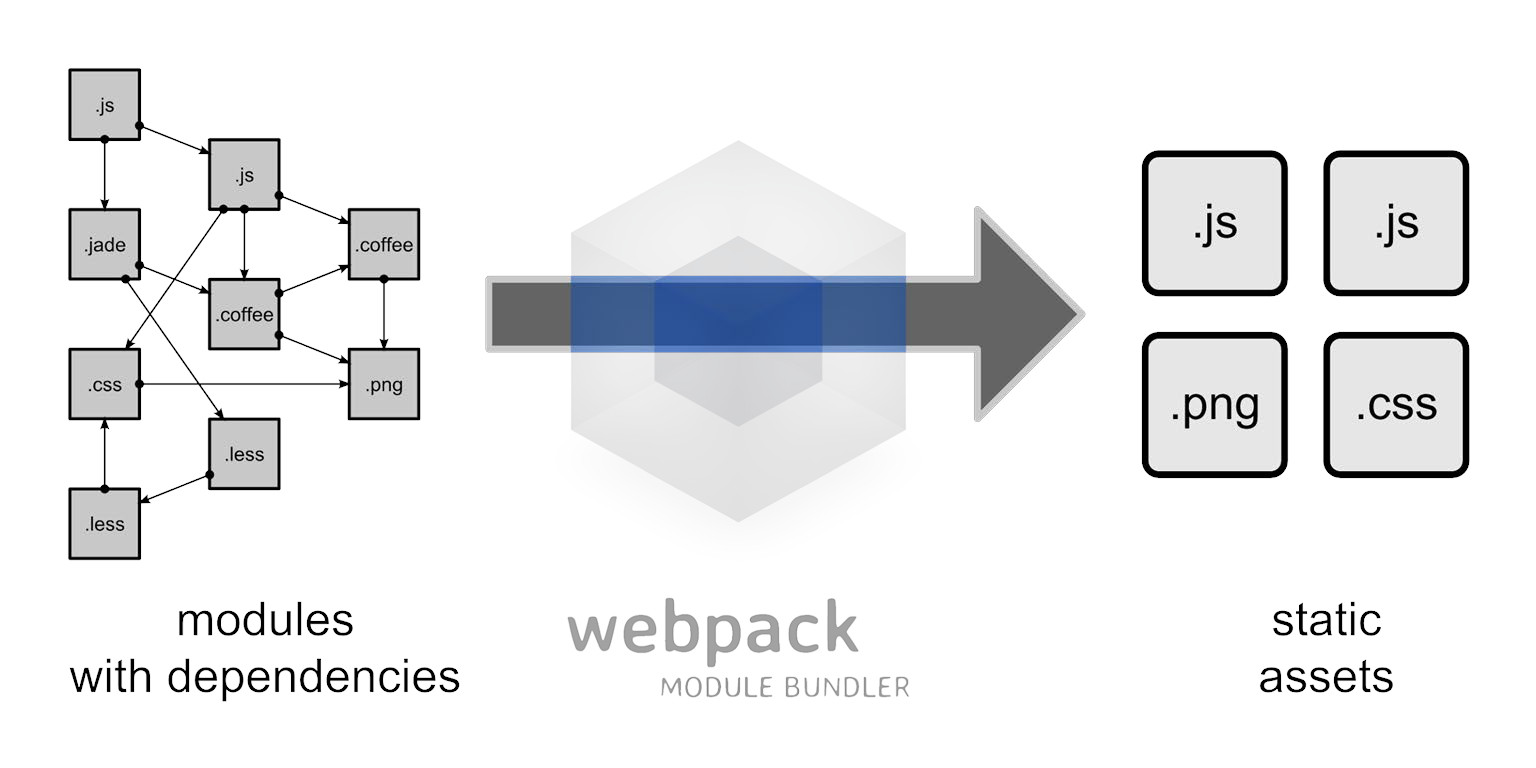 .js
.js
.jade
.coffee
.coffee
.css
.png
.less
.less
modules
with dependencies
webpack
MODULE BUNDLER
.js
.js
.png
.css
static
assets